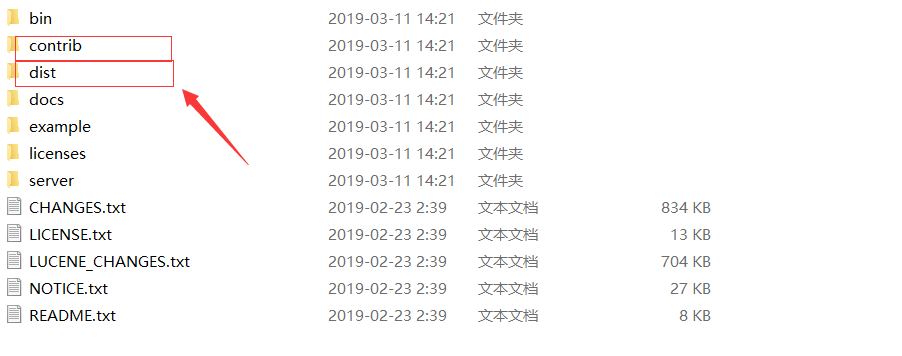 bin 2019-03-11 14:21 文件夹
contrib 2019-03-11 14:21 文件夹
dist 2019-03-11 14:21 文件夹
docs 2019-03-11 14:21 文件夹
example 2019-03-11 14:21 文件夹
licenses 2019-03-11 14:21 文件夹
server 2019-03-11 14:21 文件夹
CHANGES.txt 2019-02-23 2:39 文本文档 834 KB
LICENSE.txt 2019-02-23 2:39 文本文档 13 KB
LUCENE_CHANGES.txt 2019-02-23 2:39 文本文档 704 KB
NOTICE.txt 2019-02-23 2:39 文本文档 27 KB
README.txt 2019-02-23 2:39 文本文档 8 KB